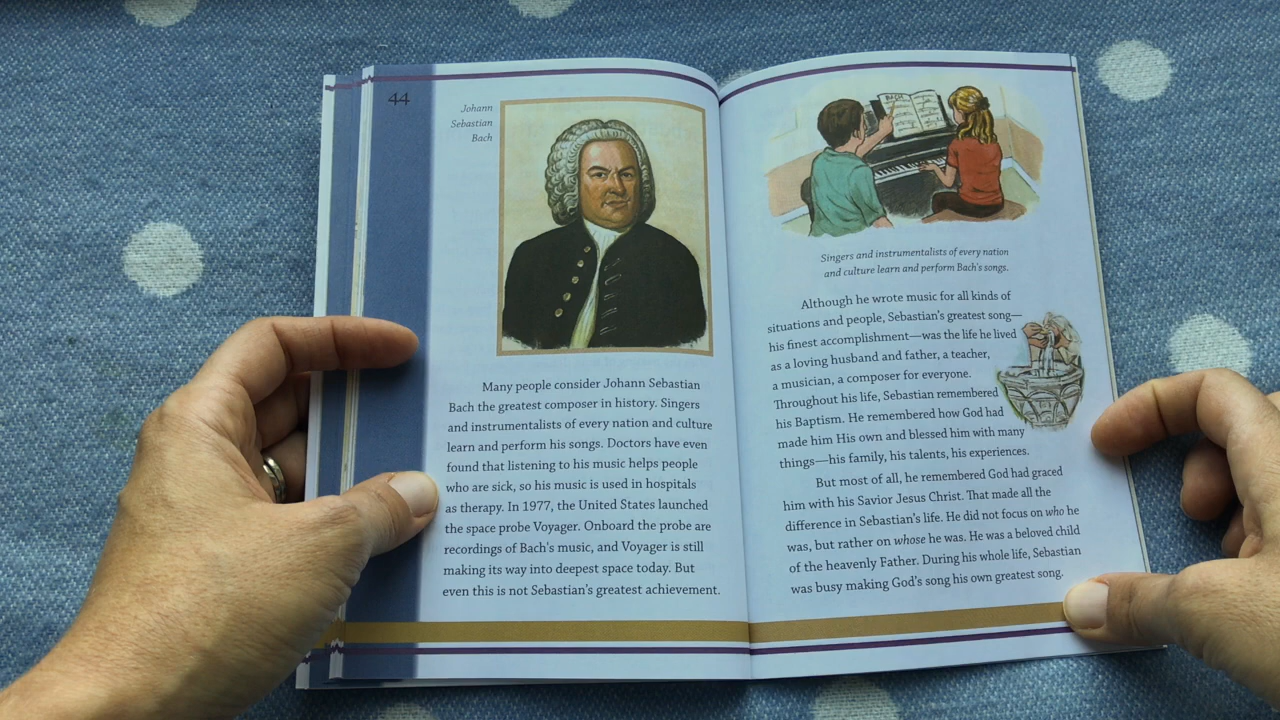 44
Johann
Sebastian
Bach
Many people consider Johann Sebastian
Bach the greatest composer in history. Singers
and instrumentalists of every nation and culture
learn and perform his songs. Doctors have even
found that listening to his music helps people
who are sick, so his music is used in hospitals
as therapy. In 1977, the United States launched
the space probe Voyager. Onboard the probe are
recordings of Bach's music, and Voyager is still
making its way into deepest space today. But
even this is not Sebastian's greatest achievement.
BACH
Singers and instrumentalists of every nation
and culture learn and perform Bach's songs.
Although he wrote music for all kinds of
situations and people, Sebastian's greatest song—
his finest accomplishment—was the life he lived
as a loving husband and father, a teacher,
a musician, a composer for everyone.
Throughout his life, Sebastian remembered
his Baptism. He remembered how God had
made him His own and blessed him with many
things—his family, his talents, his experiences.
But most of all, he remembered God had graced
him with his Savior Jesus Christ. That made all the
difference in Sebastian's life. He did not focus on who he
was, but rather on whose he was. He was a beloved child
of the heavenly Father. During his whole life, Sebastian
was busy making God's song his own greatest song.